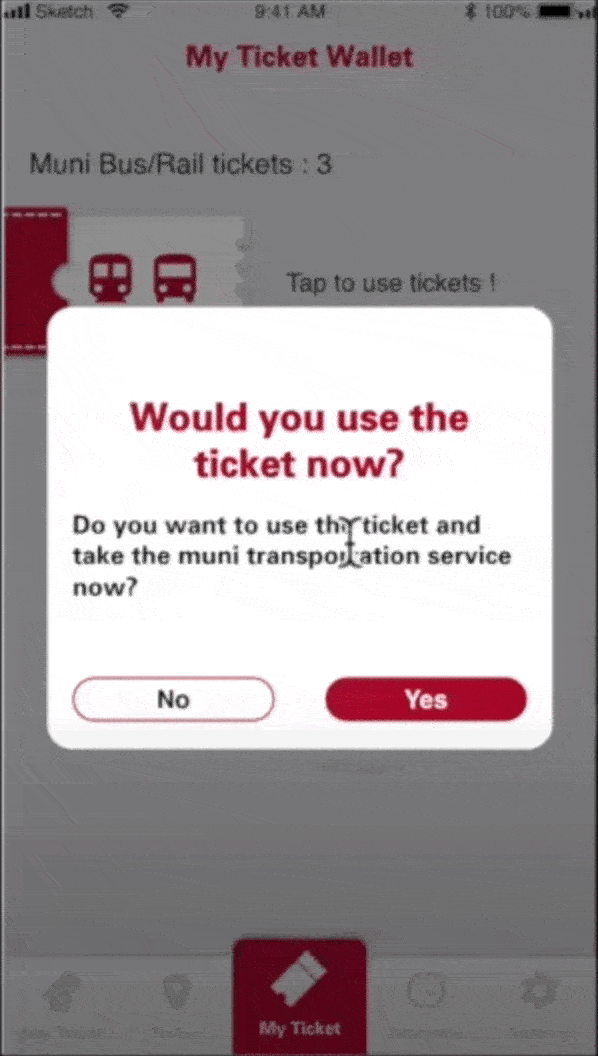 Sketch 9:41 AM 100%
My Ticket Wallet
Muni Bus/Rail tickets : 3
Tap to use tickets !
Would you use the
ticket now?
Do you want to use the ticket and
take the muni transportation service
now?
No Yes
My Ticket